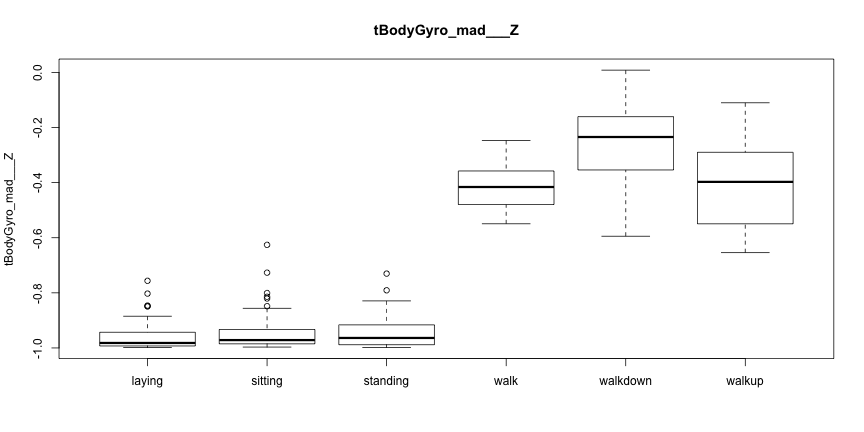 tBodyGyro_mad___Z
tBodyGyro_mad___Z
0.0
-0.2
-0.4
-0.6
-0.8
-1.0
laying sitting standing walk walkdown walkup